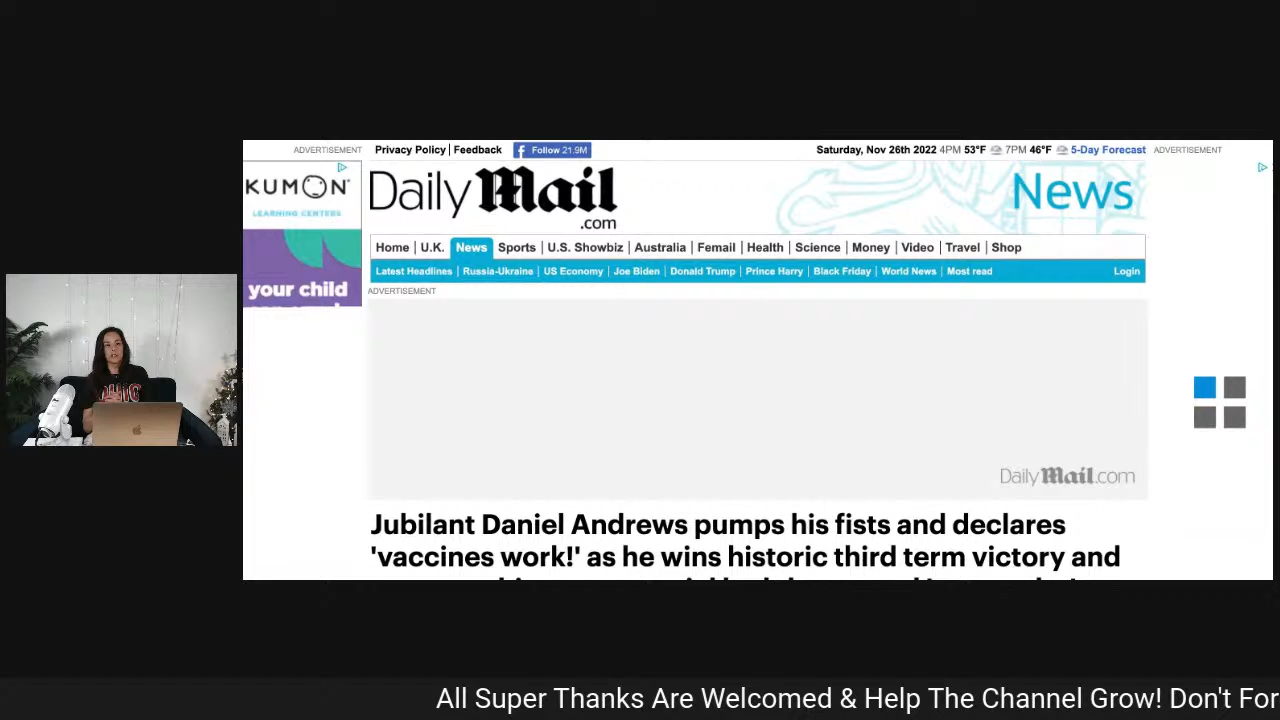 ADVERTISEMENT
Privacy Policy | Feedback
Follow 21.9M
Saturday, Nov 26th 2022 4PM 53°F 7PM 46°F 5-Day Forecast
ADVERTISEMENT
KUMON
LEARNING CENTERS
your child
Daily Mail
.com
News
Home | U.K. News Sports | U.S. Showbiz | Australia | Femail | Health | Science | Money | Video | Travel | Shop
Latest Headlines | Russia-Ukraine | US Economy | Joe Biden | Donald Trump | Prince Harry | Black Friday | World News | Most read
Login
ADVERTISEMENT
Daily Mail.com
Jubilant Daniel Andrews pumps his fists and declares
'vaccines work!' as he wins historic third term victory and
All Super Thanks Are Welcomed & Help The Channel Grow! Don't For